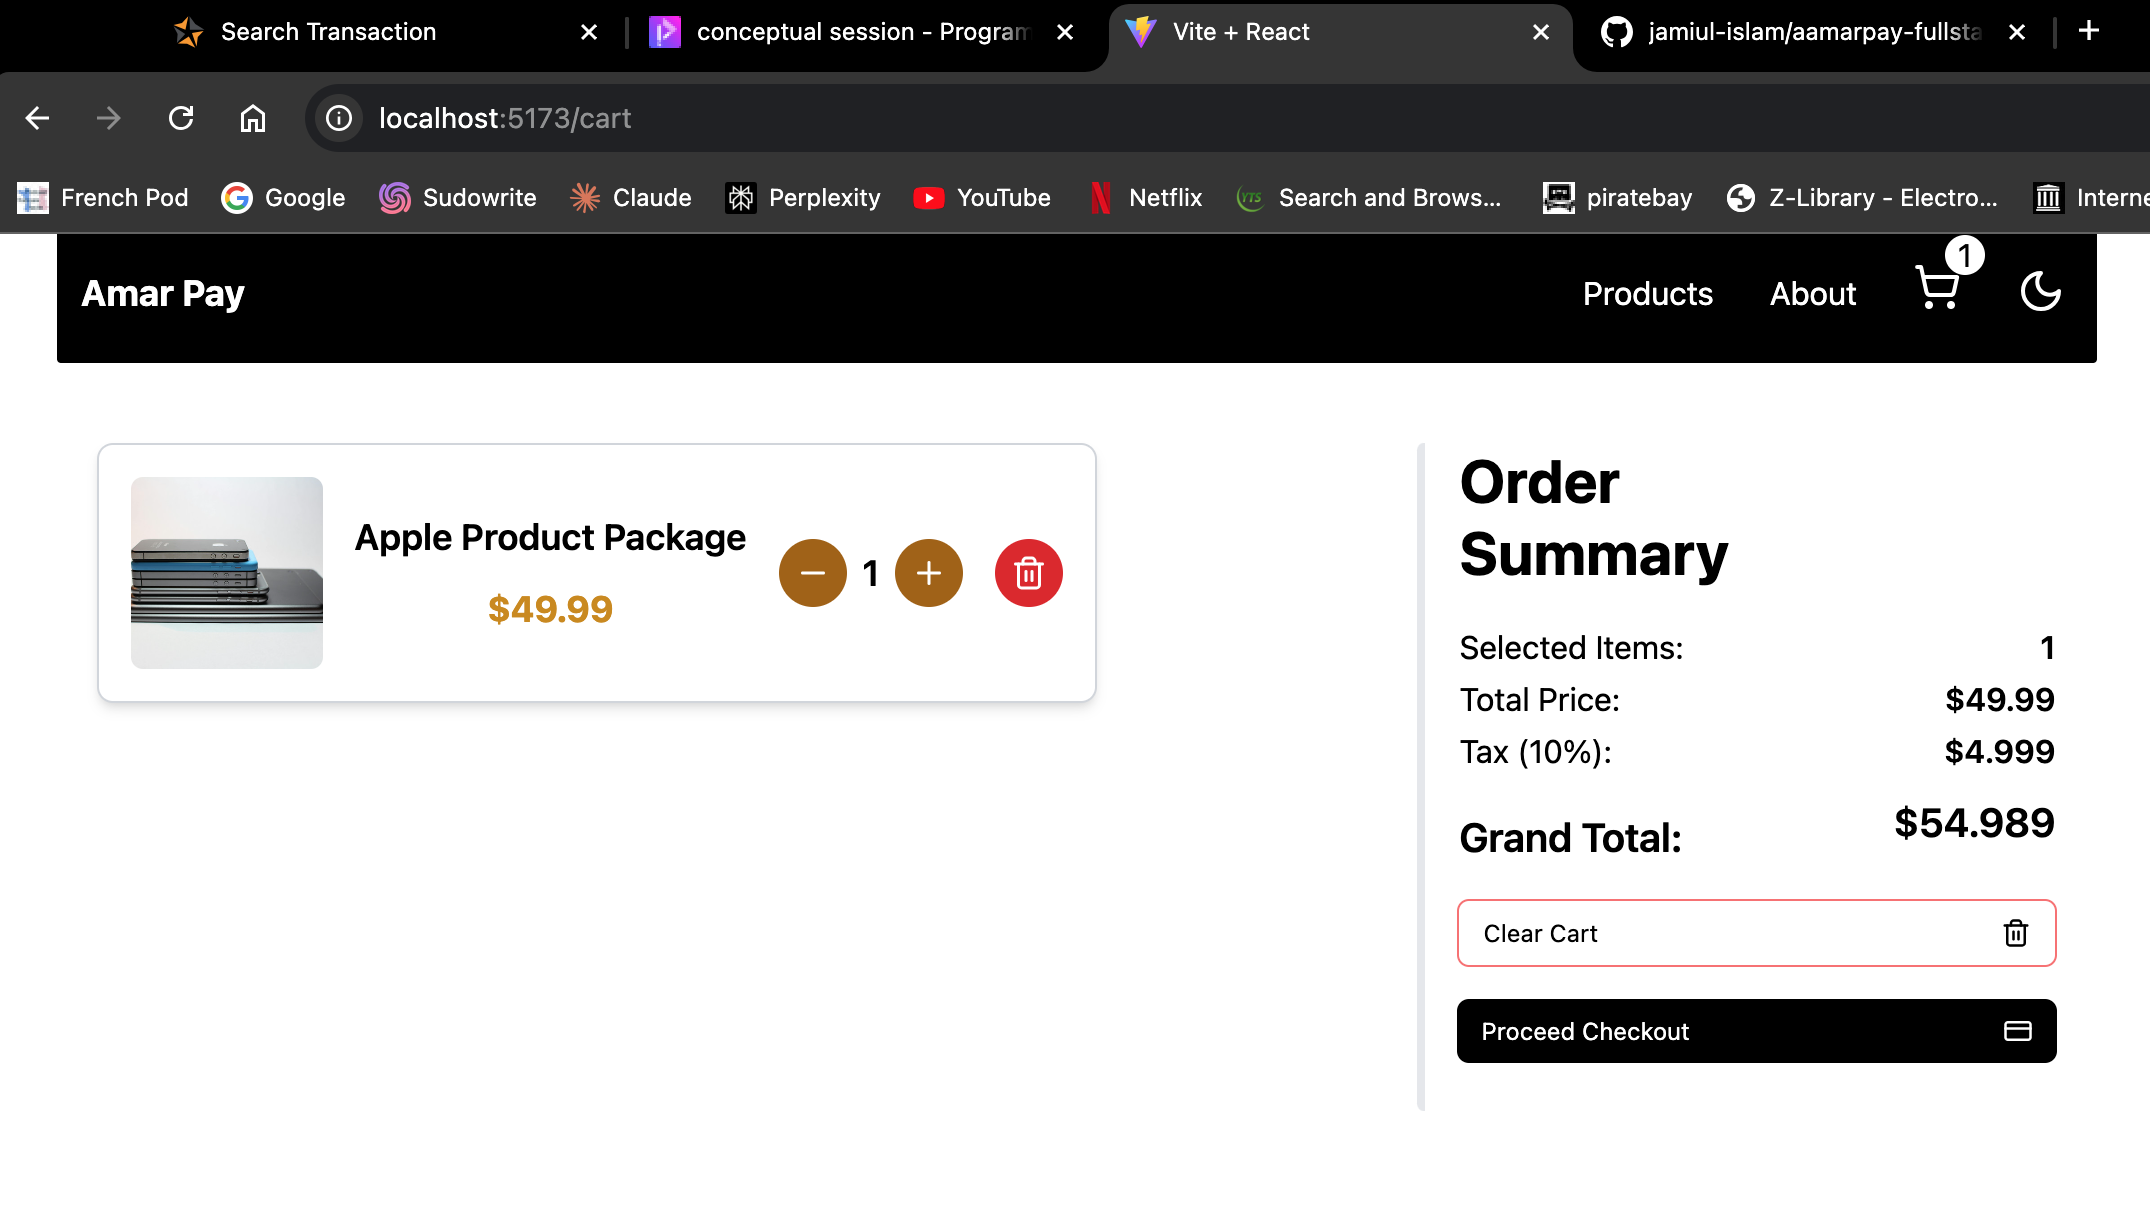 Search Transaction
conceptual session - Program
Vite + React
jamiul-islam/aamarpay-fullsta
localhost:5173/cart
French Pod
Google
Sudowrite
Claude
Perplexity
YouTube
Netflix
YTS
Search and Brows...
piratebay
Z-Library - Electro...
Interne
Amar Pay
Products
About
1
Apple Product Package
$49.99
1
Order
Summary
Selected Items: 1
Total Price: $49.99
Tax (10%): $4.999
Grand Total: $54.989
Clear Cart
Proceed Checkout